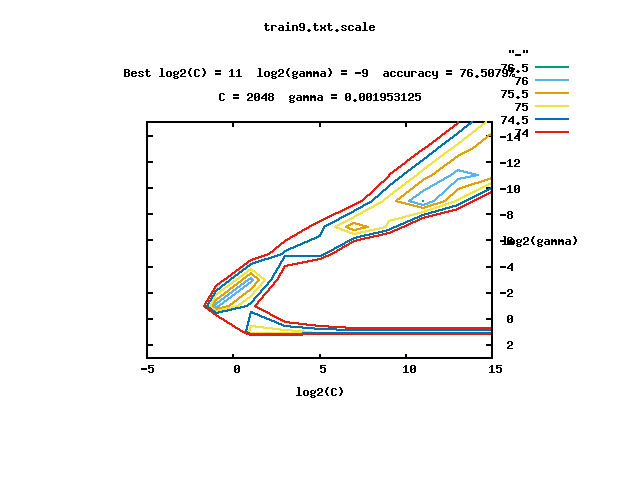 train9.txt.scale
"-"
Best log2(C) = 11  log2(gamma) = -9  accuracy = 76.5079%
76.5
76
C = 2048  gamma = 0.001953125
75.5
75
74.5
74
-14
-12
-10
-8
-6
log2(gamma)
-4
-2
0
2
-5 0 5 10 15
log2(C)